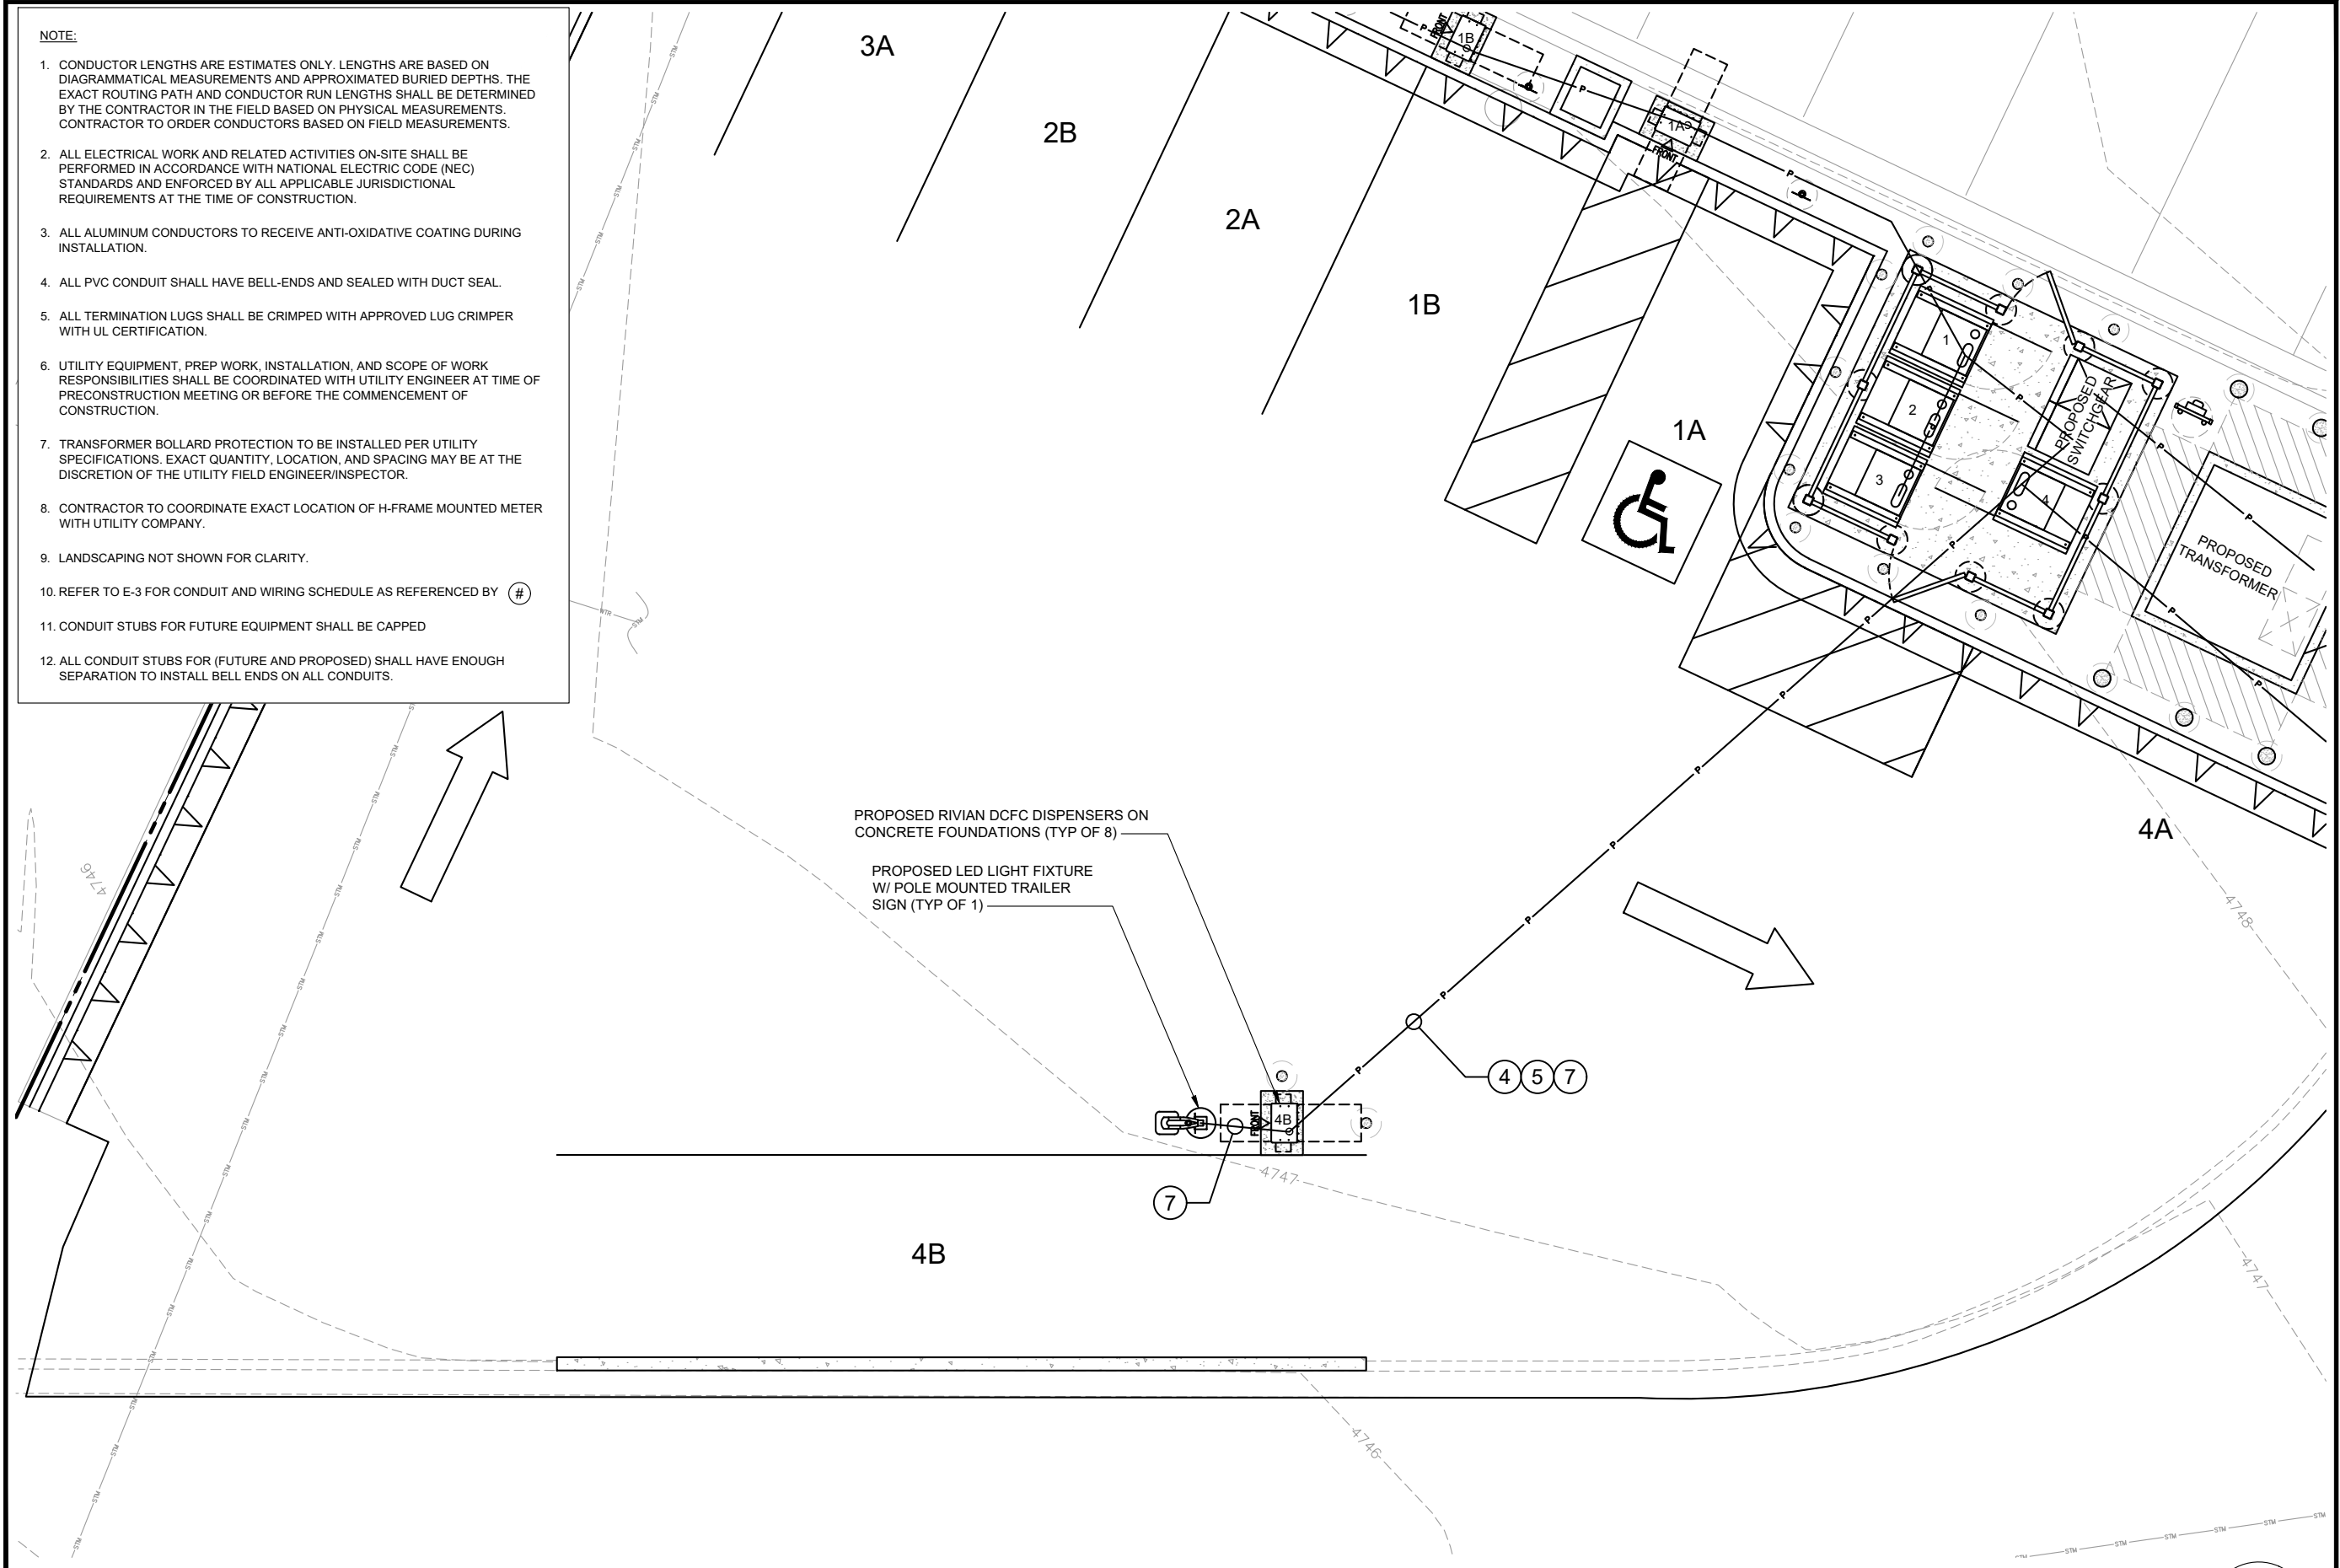 NOTE:
1. CONDUCTOR LENGTHS ARE ESTIMATES ONLY. LENGTHS ARE BASED ON
DIAGRAMMATICAL MEASUREMENTS AND APPROXIMATED BURIED DEPTHS. THE
EXACT ROUTING PATH AND CONDUCTOR RUN LENGTHS SHALL BE DETERMINED
BY THE CONTRACTOR IN THE FIELD BASED ON PHYSICAL MEASUREMENTS.
CONTRACTOR TO ORDER CONDUCTORS BASED ON FIELD MEASUREMENTS.
2. ALL ELECTRICAL WORK AND RELATED ACTIVITIES ON-SITE SHALL BE
PERFORMED IN ACCORDANCE WITH NATIONAL ELECTRIC CODE (NEC)
STANDARDS AND ENFORCED BY ALL APPLICABLE JURISDICTIONAL
REQUIREMENTS AT THE TIME OF CONSTRUCTION.
3. ALL ALUMINUM CONDUCTORS TO RECEIVE ANTI-OXIDATIVE COATING DURING
INSTALLATION.
4. ALL PVC CONDUIT SHALL HAVE BELL-ENDS AND SEALED WITH DUCT SEAL.
5. ALL TERMINATION LUGS SHALL BE CRIMPED WITH APPROVED LUG CRIMPER
WITH UL CERTIFICATION.
6. UTILITY EQUIPMENT, PREP WORK, INSTALLATION, AND SCOPE OF WORK
RESPONSIBILITIES SHALL BE COORDINATED WITH UTILITY ENGINEER AT TIME OF
PRECONSTRUCTION MEETING OR BEFORE THE COMMENCEMENT OF
CONSTRUCTION.
7. TRANSFORMER BOLLARD PROTECTION TO BE INSTALLED PER UTILITY
SPECIFICATIONS. EXACT QUANTITY, LOCATION, AND SPACING MAY BE AT THE
DISCRETION OF THE UTILITY FIELD ENGINEER/INSPECTOR.
8. CONTRACTOR TO COORDINATE EXACT LOCATION OF H-FRAME MOUNTED METER
WITH UTILITY COMPANY.
9. LANDSCAPING NOT SHOWN FOR CLARITY.
10. REFER TO E-3 FOR CONDUIT AND WIRING SCHEDULE AS REFERENCED BY #
11. CONDUIT STUBS FOR FUTURE EQUIPMENT SHALL BE CAPPED
12. ALL CONDUIT STUBS FOR (FUTURE AND PROPOSED) SHALL HAVE ENOUGH
SEPARATION TO INSTALL BELL ENDS ON ALL CONDUITS.
3A
2B
2A
1B
1A
FRONT
1B
1A
FRONT
1
2
3
4
PROPOSED
SWITCHGEAR
PROPOSED
TRANSFORMER
4A
PROPOSED RIVIAN DCFC DISPENSERS ON
CONCRETE FOUNDATIONS (TYP OF 8)
PROPOSED LED LIGHT FIXTURE
W/ POLE MOUNTED TRAILER
SIGN (TYP OF 1)
4 5 7
FRONT
4B
7
4B
4746
4748
4747
4747
4746